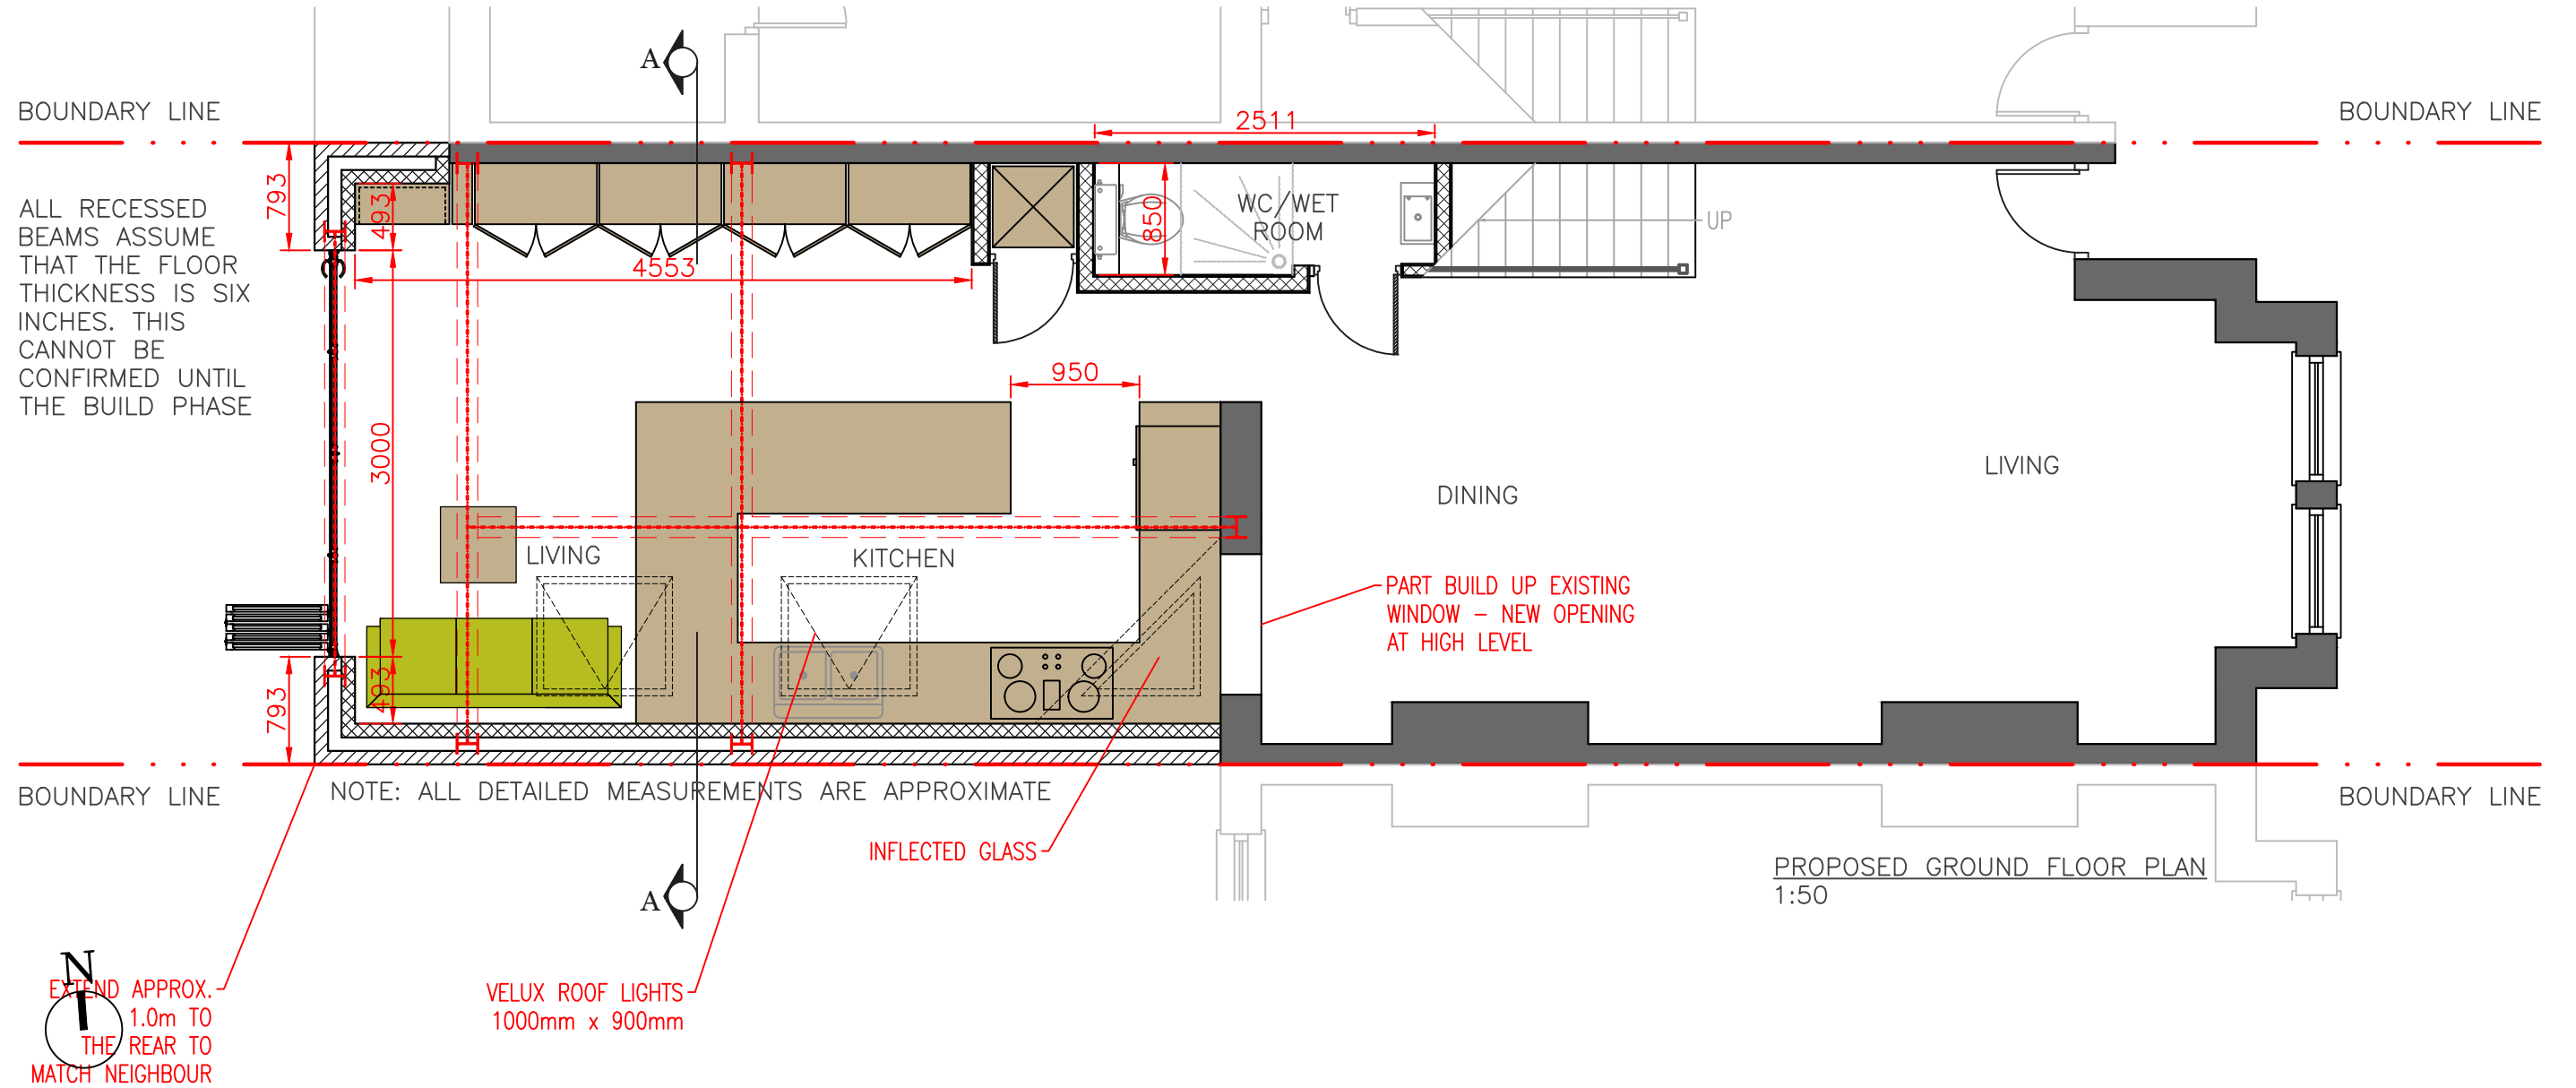 A
BOUNDARY LINE
BOUNDARY LINE
2511
793
493
850
WC/WET
ROOM
UP
ALL RECESSED
BEAMS ASSUME
THAT THE FLOOR
THICKNESS IS SIX
INCHES. THIS
CANNOT BE
CONFIRMED UNTIL
THE BUILD PHASE
4553
950
3000
LIVING
DINING
LIVING
KITCHEN
PART BUILD UP EXISTING
WINDOW – NEW OPENING
AT HIGH LEVEL
793
493
BOUNDARY LINE
NOTE: ALL DETAILED MEASUREMENTS ARE APPROXIMATE
BOUNDARY LINE
INFLECTED GLASS
PROPOSED GROUND FLOOR PLAN
1:50
A
N
EXTEND APPROX.
1.0m TO
THE REAR TO
MATCH NEIGHBOUR
VELUX ROOF LIGHTS
1000mm x 900mm